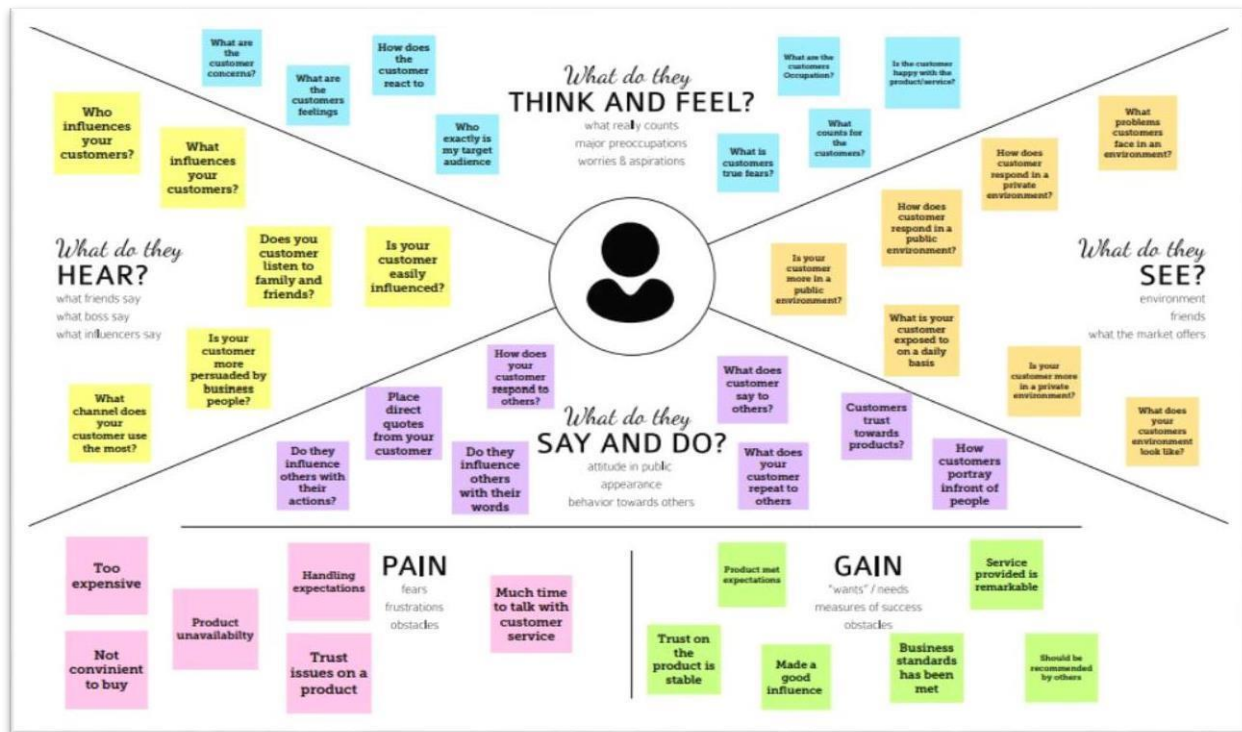 What do they
THINK AND FEEL?
what really counts
major preoccupations
worries & aspirations
What are
the
customer
concerns?
What are
the
customers
feelings
How does
the
customer
react to
Who
exactly is
my target
audience
What are the
customers
Occupation?
Is the customer
happy with the
product/service?
What
counts for
the
customers?
What is
customers
true fears?
Who
influences
your
customers?
What
influences
your
customers?
What do they
HEAR?
what friends say
what boss say
what influencers say
Does you
customer
listen to
family and
friends?
Is your
customer
easily
influenced?
Is your
customer
more
persuaded by
business
people?
What
channel does
your
customer use
the most?
What
problems
customers
face in an
environment?
How does
customer
respond in a
private
environment?
How does
customer
respond in a
public
environment?
Is your
customer
more in a
public
environment?
What do they
SEE?
environment
friends
what the market offers
What is your
customer
exposed to
on a daily
basis
Is your
customer more
in a private
environment?
What does
your
customers
environment
look like?
What do they
SAY AND DO?
attitude in public
appearance
behavior towards others
How does
your
customer
respond to
others?
Place
direct
quotes
from your
customer
Do they
influence
others with
their
actions?
Do they
influence
others
with their
words
What does
customer
say to
others?
What does
your
customer
repeat to
others
Customers
trust
towards
products?
How
customers
portray
infront of
people
PAIN
fears
frustrations
obstacles
Too
expensive
Product
unavailabilty
Not
convinient
to buy
Handling
expectations
Trust
issues on a
product
Much time
to talk with
customer
service
GAIN
"wants" / needs
measures of success
obstacles
Product met
expectations
Service
provided is
remarkable
Trust on
the
product is
stable
Made a
good
influence
Business
standards
has been
met
Should be
recommended
by others